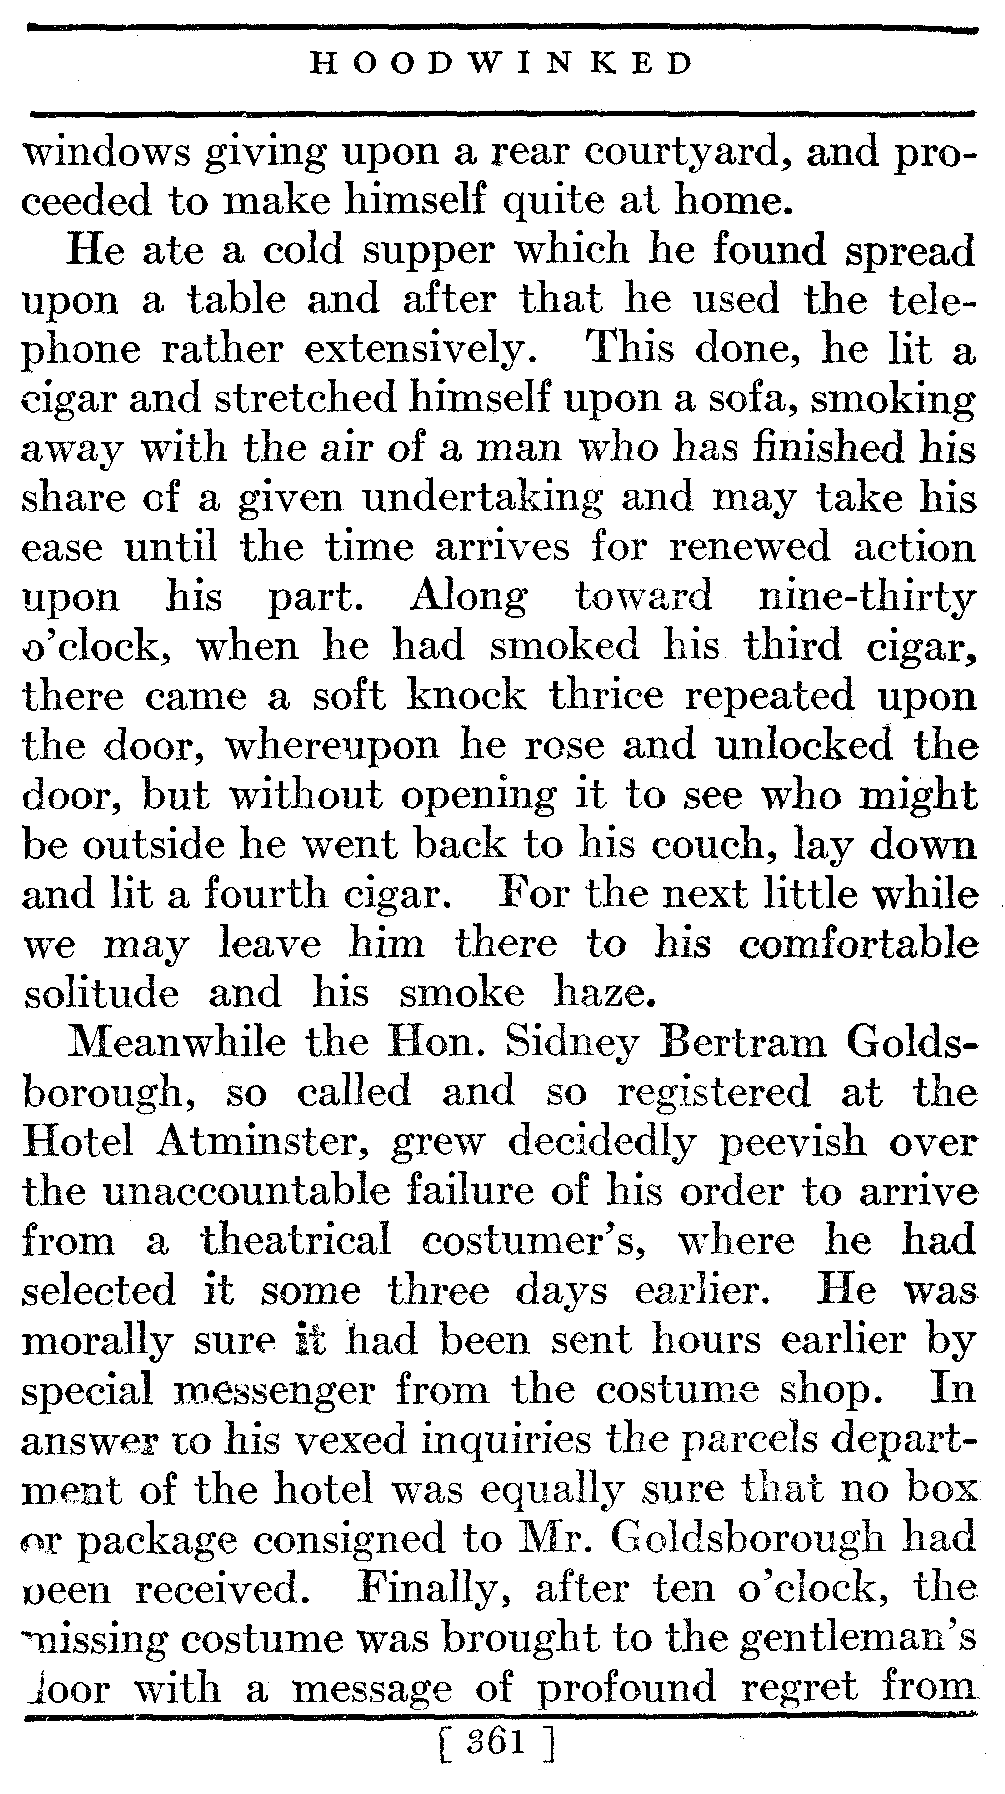 HOODWINKED
windows giving upon a rear courtyard, and pro-
ceeded to make himself quite at home.
He ate a cold supper which he found spread
upon a table and after that he used the tele-
phone rather extensively. This done, he lit a
cigar and stretched himself upon a sofa, smoking
away with the air of a man who has finished his
share of a given undertaking and may take his
ease until the time arrives for renewed action
upon his part. Along toward nine-thirty
o'clock, when he had smoked his third cigar,
there came a soft knock thrice repeated upon
the door, whereupon he rose and unlocked the
door, but without opening it to see who might
be outside he went back to his couch, lay down
and lit a fourth cigar. For the next little while
we may leave him there to his comfortable
solitude and his smoke haze.
Meanwhile the Hon. Sidney Bertram Golds-
borough, so called and so registered at the
Hotel Atminster, grew decidedly peevish over
the unaccountable failure of his order to arrive
from a theatrical costumer's, where he had
selected it some three days earlier. He was
morally sure it had been sent hours earlier by
special messenger from the costume shop. In
answer to his vexed inquiries the parcels depart-
ment of the hotel was equally sure that no box
or package consigned to Mr. Goldsborough had
been received. Finally, after ten o'clock, the
missing costume was brought to the gentleman's
door with a message of profound regret from
[ 361 ]